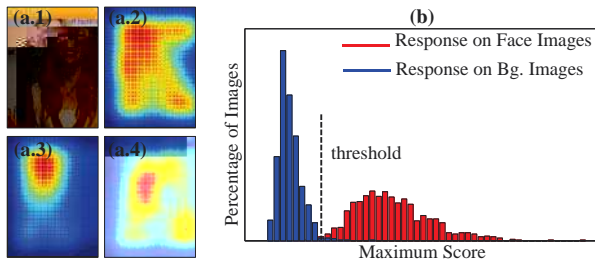 (a.1)
(a.2)
(a.3)
(a.4)
(b)
Response on Face Images
Response on Bg. Images
threshold
Percentage of Images
Maximum Score